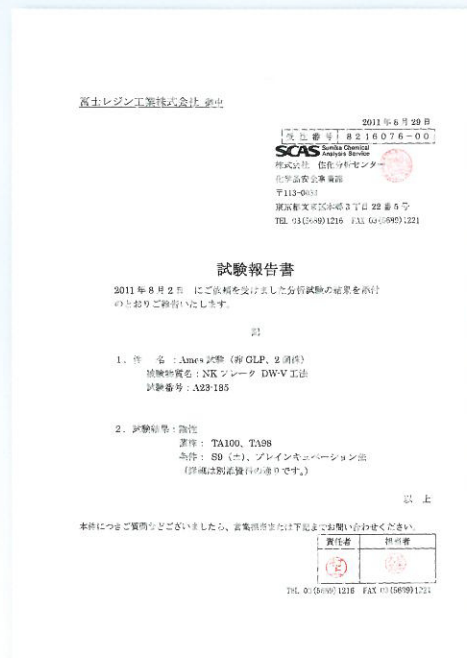 富士レジン工業株式会社 御中
2011年8月29日
受注番号 8216076-00
SCAS Sumika Chemical Analysis Service
株式会社 住化分析センター
化学品安全事業部
〒113-0033
東京都文京区本郷3丁目22番5号
TEL 03(5689)1216 FAX 03(5689)1221
試験報告書
2011年8月2日 にご依頼を受けました分析試験の結果を添付
のとおりご報告いたします。
記
1. 件 名:Ames試験(非GLP、2菌株)
被験物質名:NKフレーク DW-V工法
試験番号:A23-185
2. 試験結果:陰性
菌株: TA100、TA98
条件: S9(±)、プレインキュベーション法
(詳細は別紙資料の通りです。)
以 上
本件につきご質問などございましたら、営業担当または下記までお問い合わせください。
責任者 担当者
TEL 03(5689)1216 FAX 03(5689)1221